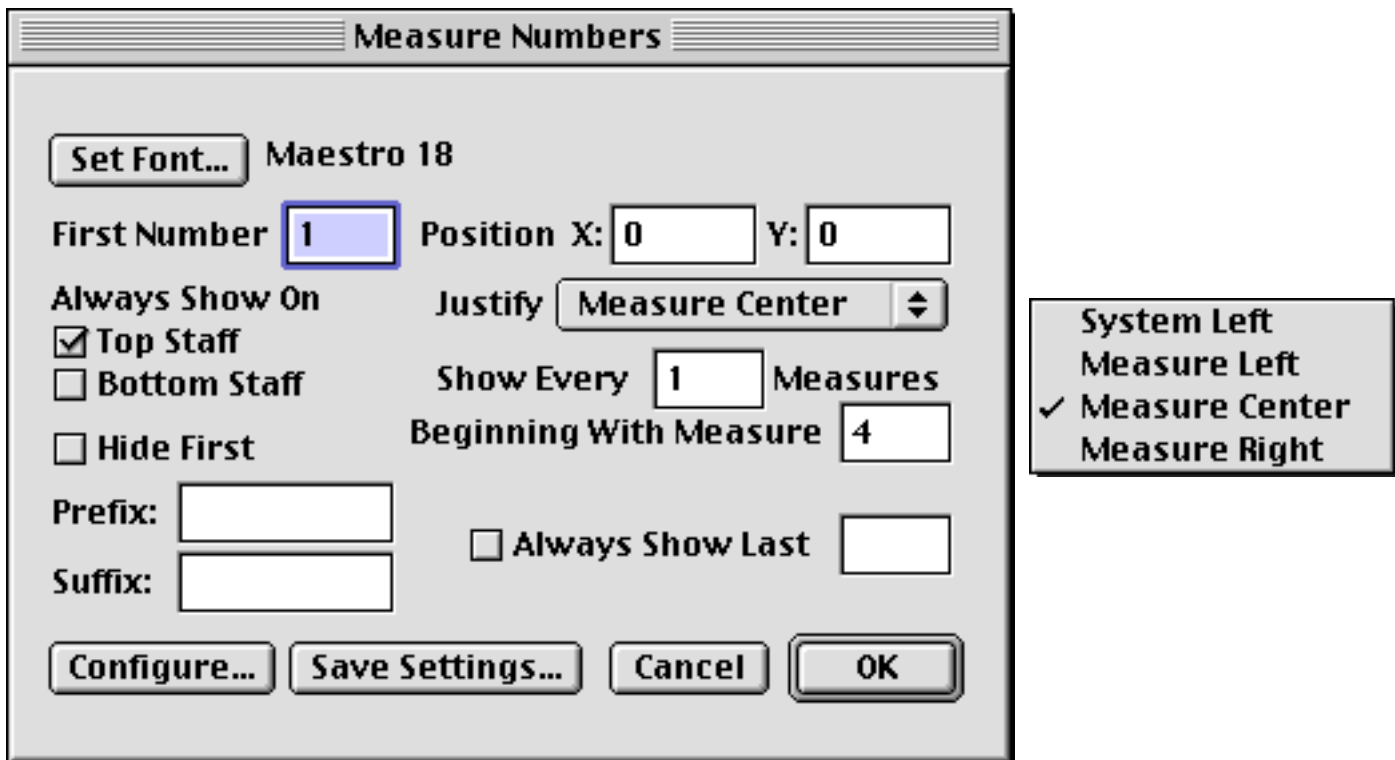 Measure Numbers
Set Font... Maestro 18
First Number 1 Position X: 0 Y: 0
Always Show On Justify Measure Center
Top Staff
Bottom Staff Show Every 1 Measures
Hide First Beginning With Measure 4
Prefix:
Always Show Last
Suffix:
Configure... Save Settings... Cancel OK
System Left
Measure Left
Measure Center
Measure Right